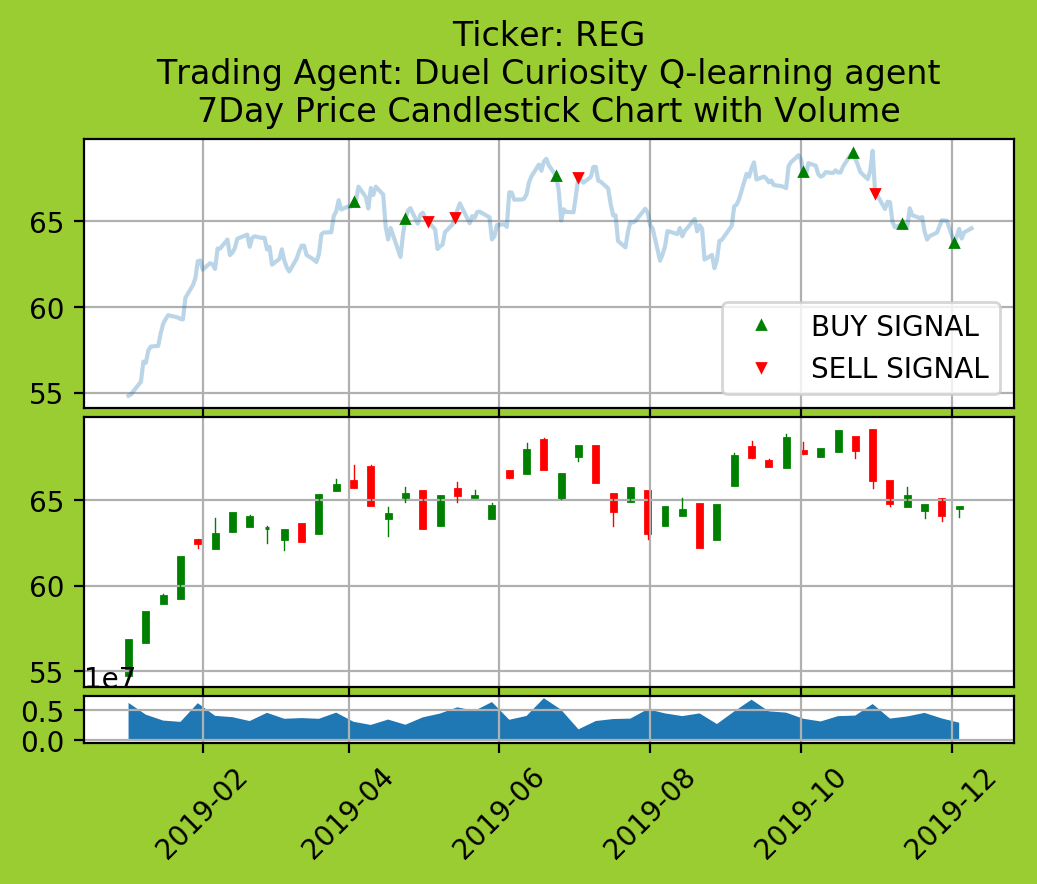 Ticker: REG
Trading Agent: Duel Curiosity Q-learning agent
7Day Price Candlestick Chart with Volume
65
60
55
BUY SIGNAL
SELL SIGNAL
65
60
55
1e7
0.5
0.0
2019-02
2019-04
2019-06
2019-08
2019-10
2019-12